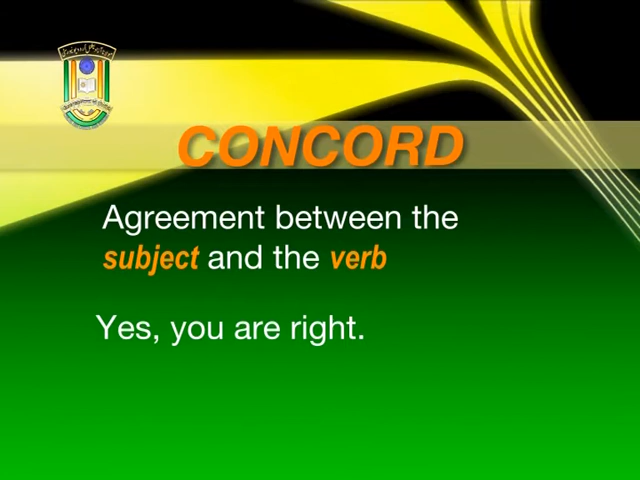 CONCORD
Agreement between the
subject and the verb
Yes, you are right.